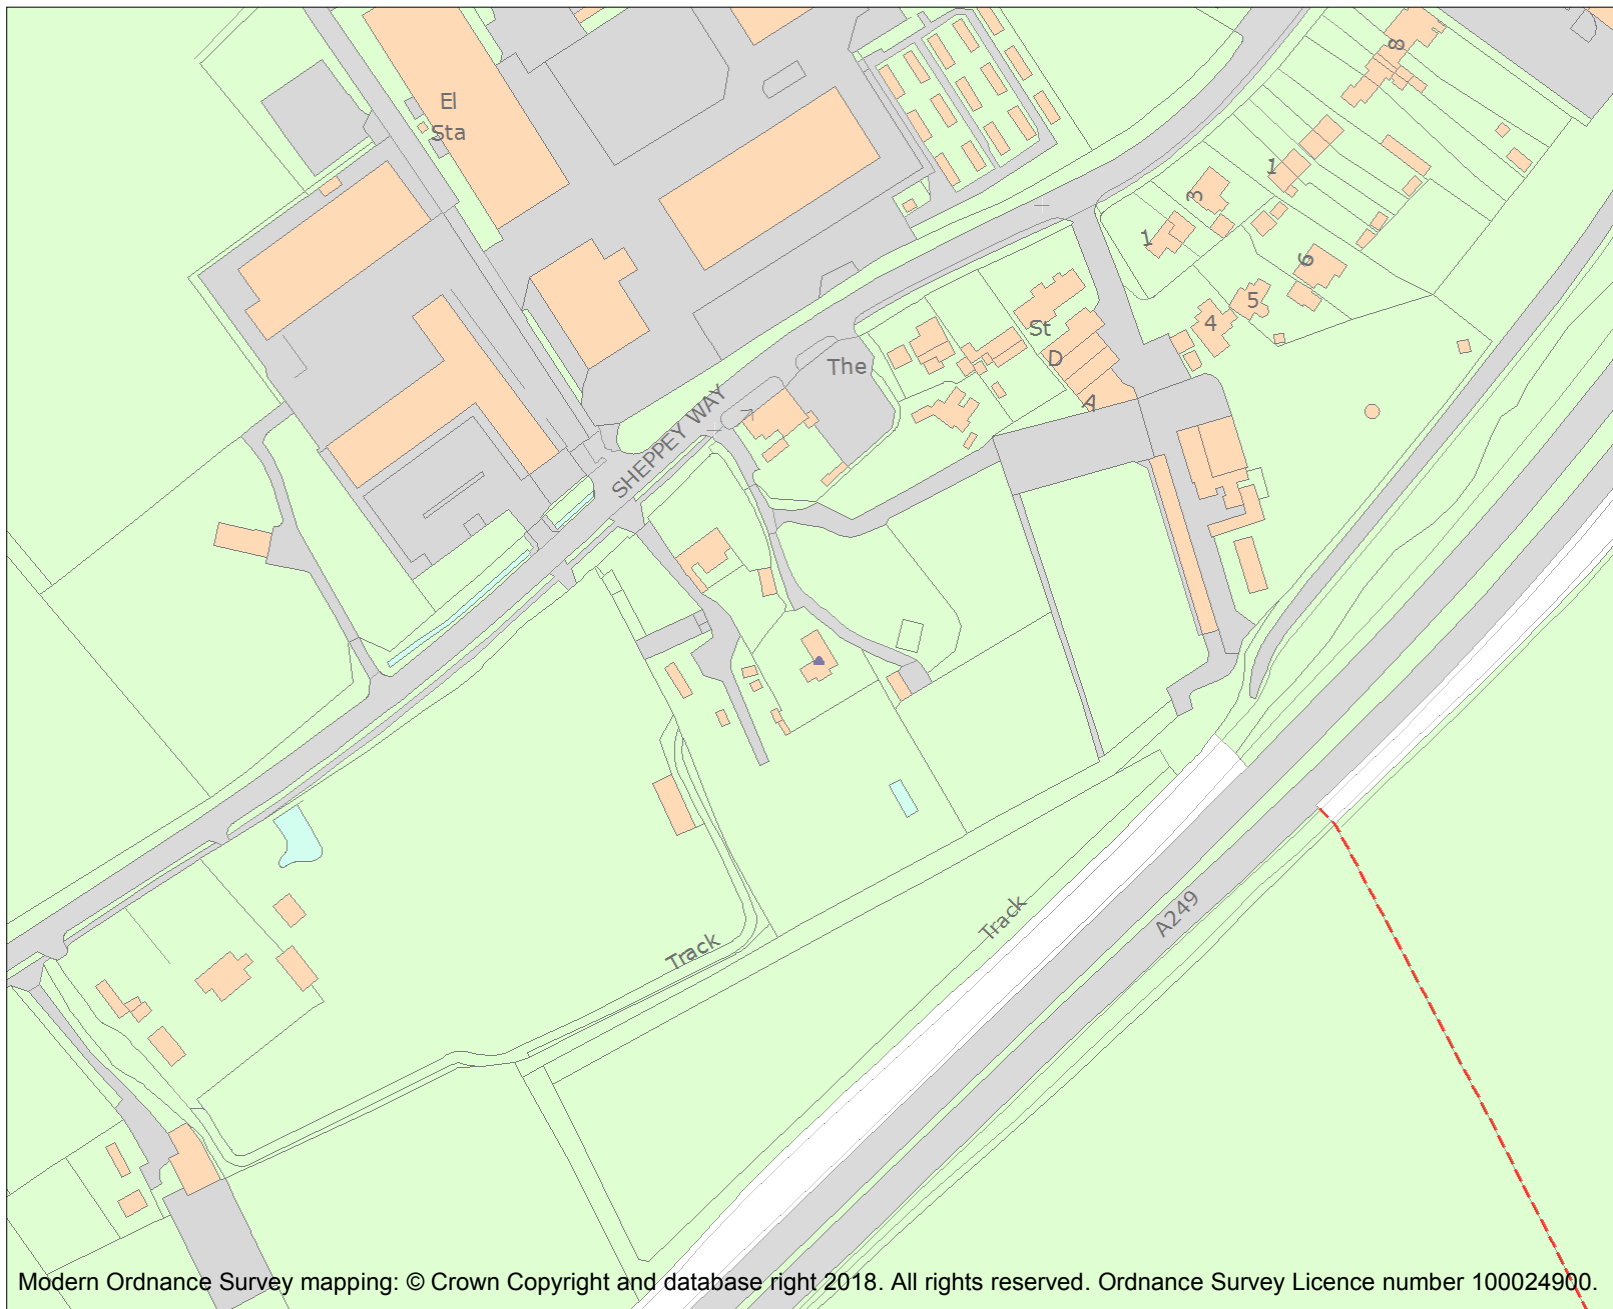 El
Sta
8
1
3
1
6
5
4
St
D
A
The
SHEPPEY WAY
Track
Track
A249
Modern Ordnance Survey mapping: © Crown Copyright and database right 2018. All rights reserved. Ordnance Survey Licence number 100024900.